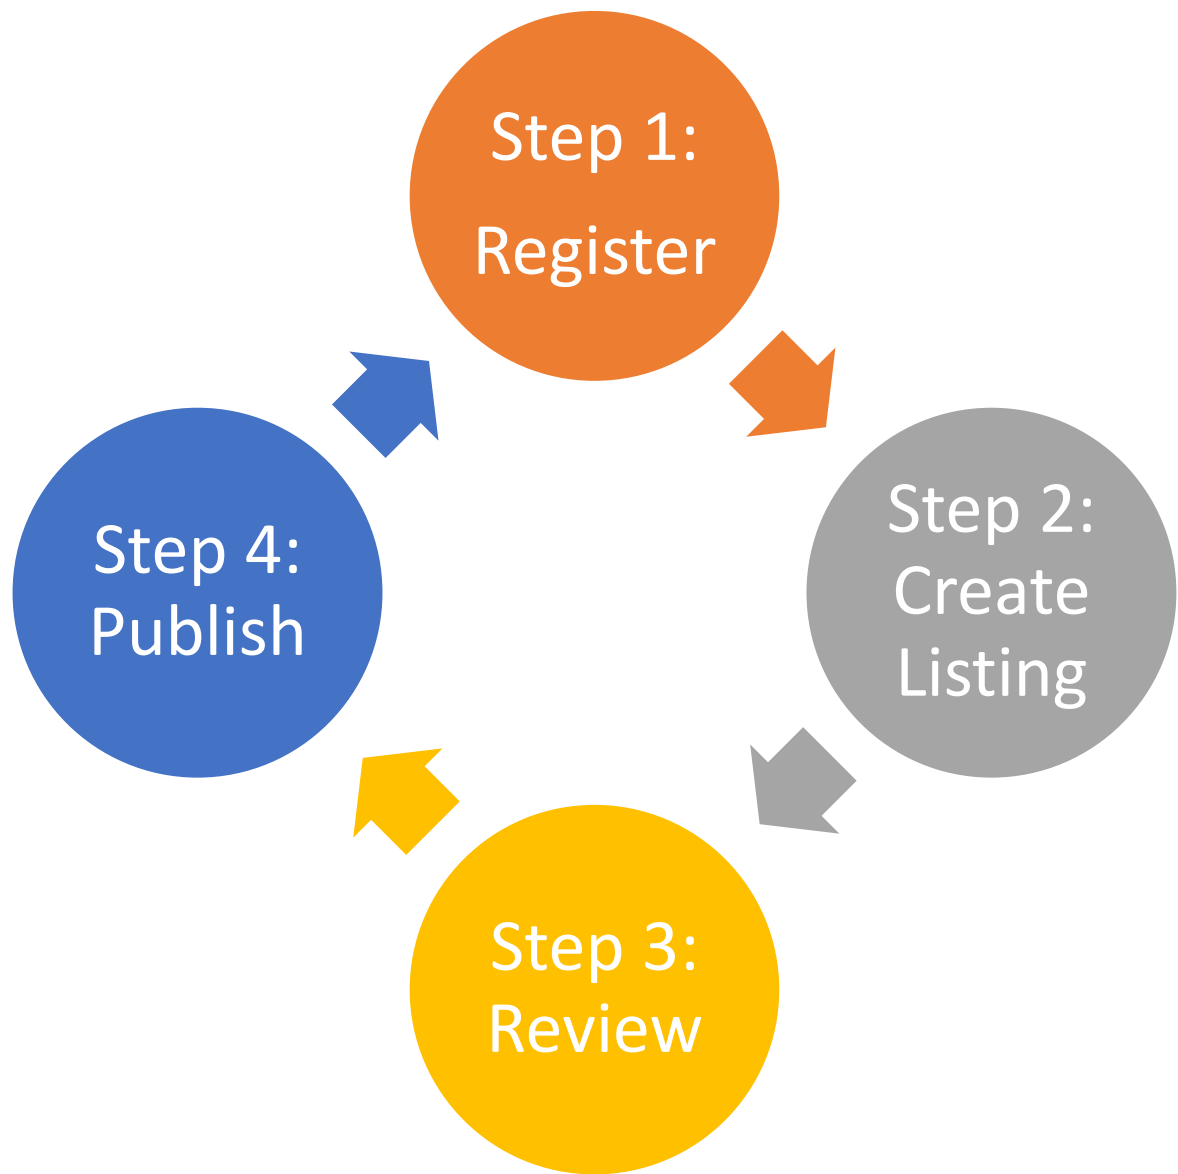 Step 1:
Register
Step 2:
Create
Listing
Step 3:
Review
Step 4:
Publish